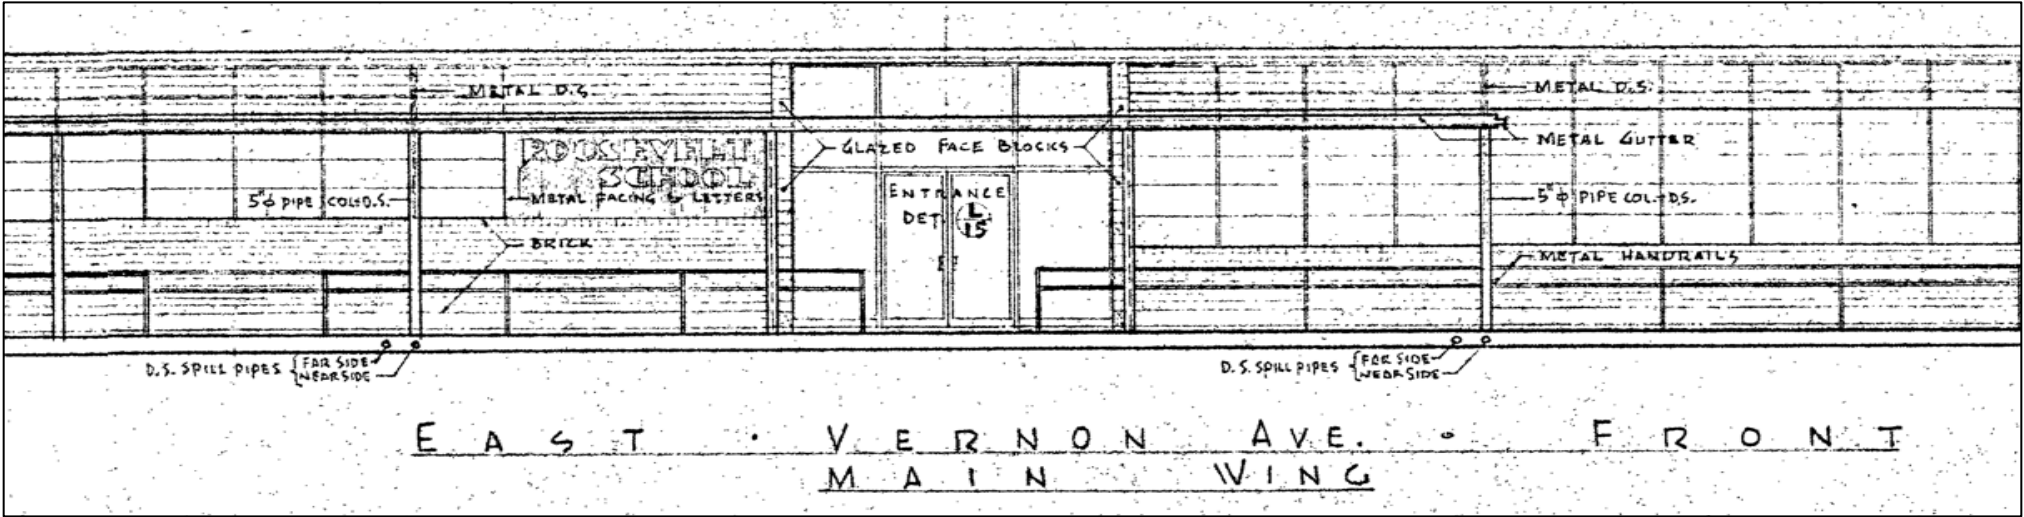 METAL D.S.
METAL D.S.
GLAZED FACE BLOCKS
METAL GUTTER
ROOSEVELT
SCHOOL
5"ϕ PIPE COL.&D.S.
METAL FACING & LETTERS
ENTRANCE
DET.
L
15
5"ϕ PIPE COL.&D.S.
BRICK
METAL HANDRAILS
D.S. SPILL PIPES { FAR SIDE
NEAR SIDE
D.S. SPILL PIPES { FAR SIDE
NEAR SIDE
EAST · VERNON AVE. · FRONT
MAIN WING